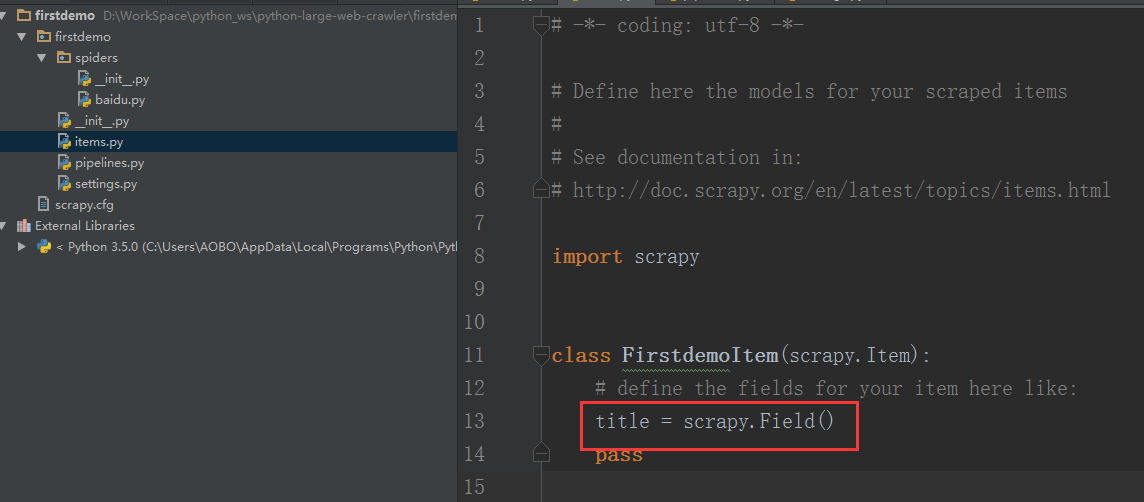 firstdemo D:\WorkSpace\python_ws\python-large-web-crawler\firstdem
firstdemo
spiders
__init__.py
baidu.py
__init__.py
items.py
pipelines.py
settings.py
scrapy.cfg
External Libraries
< Python 3.5.0 (C:\Users\AOBO\AppData\Local\Programs\Python\Pyt
1 # -*- coding: utf-8 -*-
2
3 # Define here the models for your scraped items
4 #
5 # See documentation in:
6 # http://doc.scrapy.org/en/latest/topics/items.html
7
8 import scrapy
9
10
11 class FirstdemoItem(scrapy.Item):
12 # define the fields for your item here like:
13 title = scrapy.Field()
14 pass
15